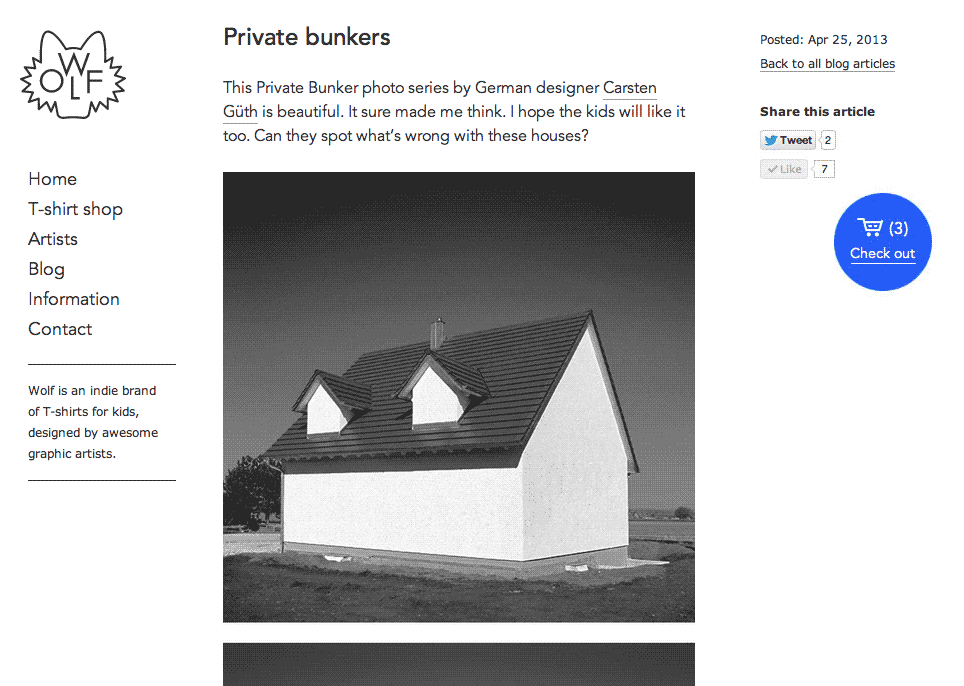 WOLF
Home
T-shirt shop
Artists
Blog
Information
Contact
Wolf is an indie brand
of T-shirts for kids,
designed by awesome
graphic artists.
Private bunkers
This Private Bunker photo series by German designer Carsten
Güth is beautiful. It sure made me think. I hope the kids will like it
too. Can they spot what’s wrong with these houses?
Posted: Apr 25, 2013
Back to all blog articles
Share this article
Tweet 2
Like 7
(3)
Check out